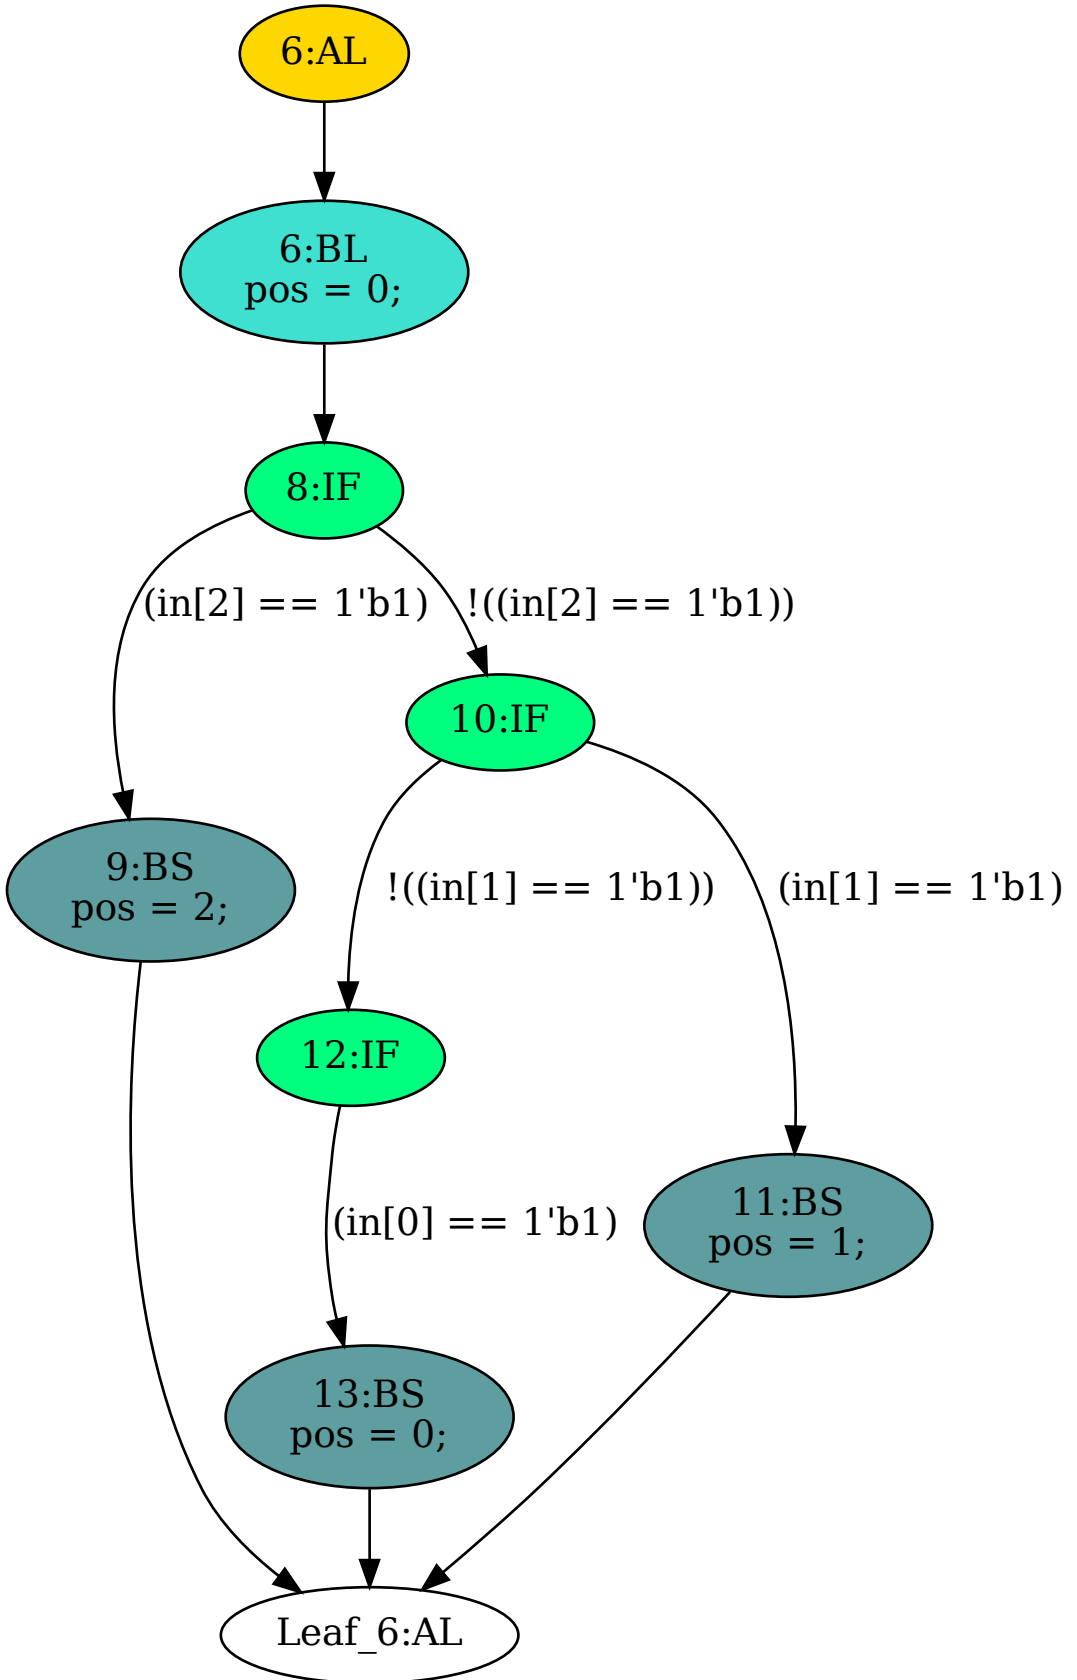 6:AL
6:BL
pos = 0;
8:IF
(in[2] == 1'b1)
!((in[2] == 1'b1))
10:IF
9:BS
pos = 2;
!((in[1] == 1'b1))
(in[1] == 1'b1)
12:IF
11:BS
pos = 1;
(in[0] == 1'b1)
13:BS
pos = 0;
Leaf_6:AL